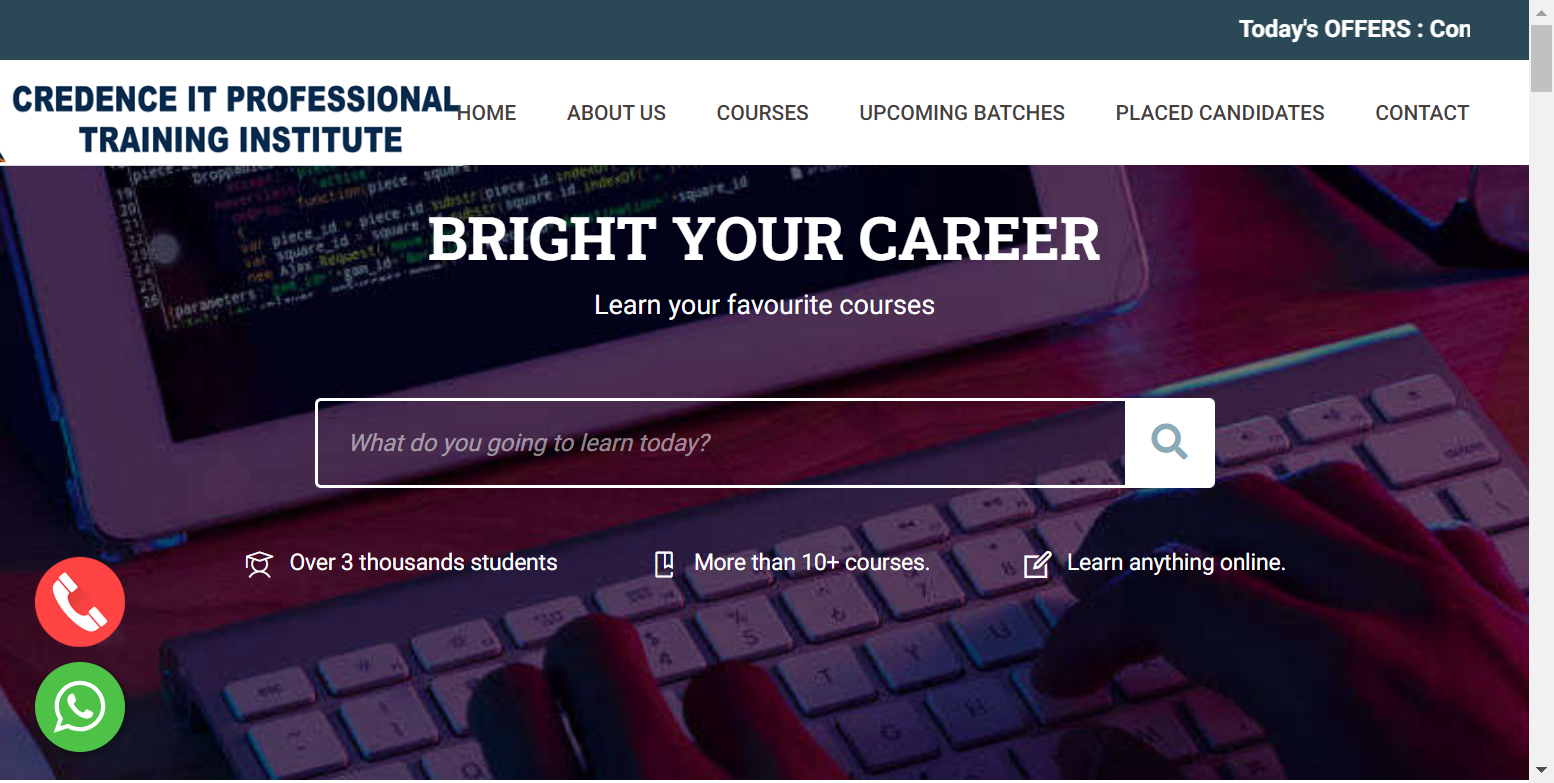 Today's OFFERS : Con
CREDENCE IT PROFESSIONAL
TRAINING INSTITUTE
HOME
ABOUT US
COURSES
UPCOMING BATCHES
PLACED CANDIDATES
CONTACT
BRIGHT YOUR CAREER
Learn your favourite courses
What do you going to learn today?
Over 3 thousands students
More than 10+ courses.
Learn anything online.